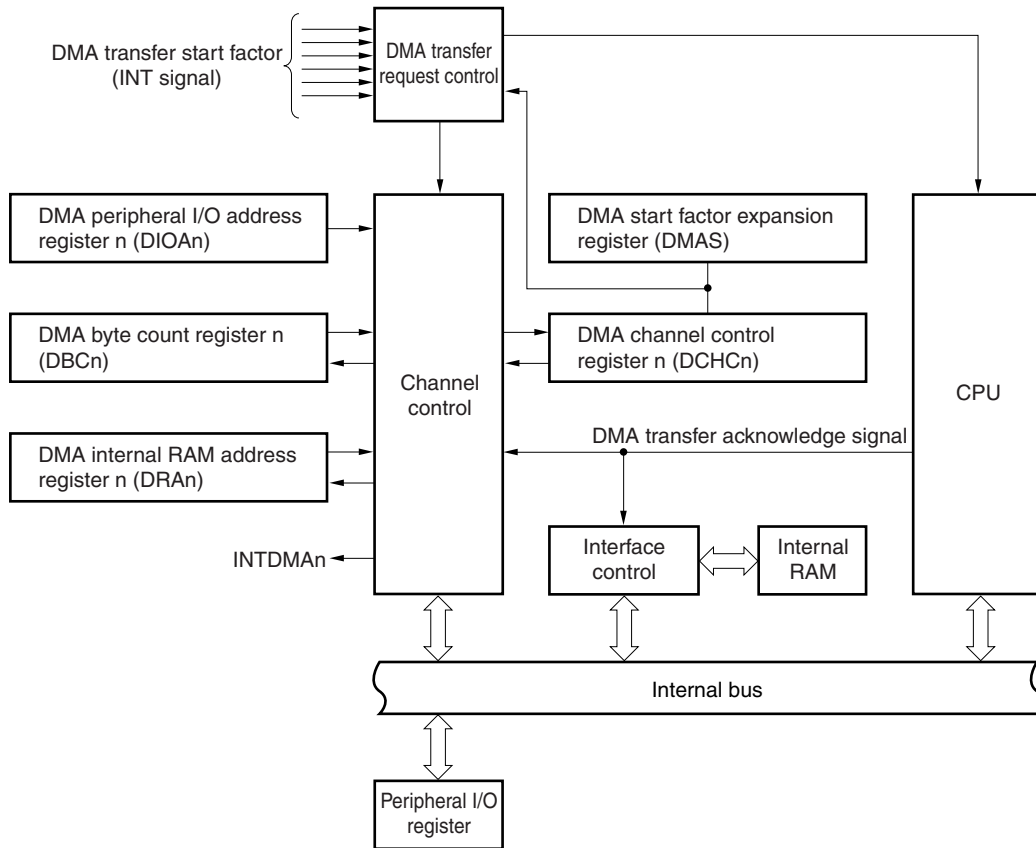 DMA transfer start factor
(INT signal)
DMA transfer
request control
DMA peripheral I/O address
register n (DIOAn)
DMA start factor expansion
register (DMAS)
DMA byte count register n
(DBCn)
DMA channel control
register n (DCHCn)
Channel
control
CPU
DMA internal RAM address
register n (DRAn)
DMA transfer acknowledge signal
INTDMAn
Interface
control
Internal
RAM
Internal bus
Peripheral I/O
register